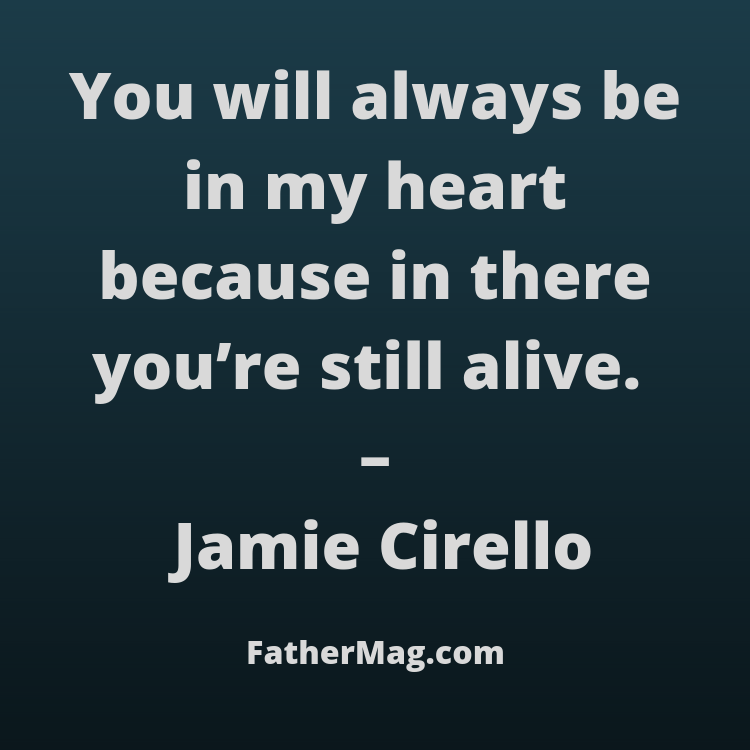 You will always be
in my heart
because in there
you’re still alive.
–
Jamie Cirello
FatherMag.com